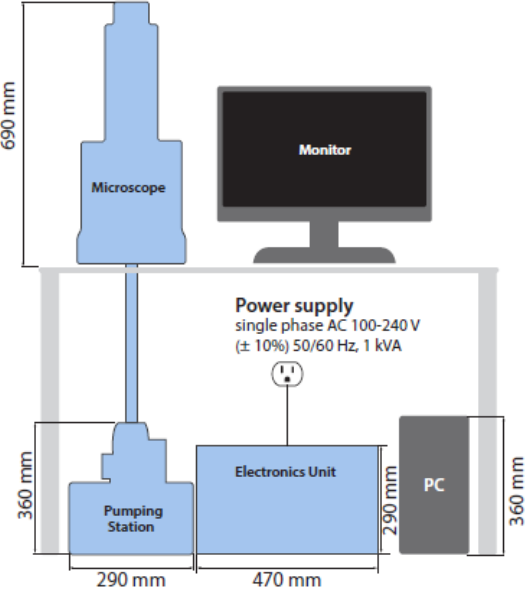 690 mm
Microscope
Monitor
Power supply
single phase AC 100-240 V
(± 10%) 50/60 Hz, 1 kVA
360 mm
Pumping
Station
Electronics Unit
290 mm
PC
360 mm
290 mm
470 mm